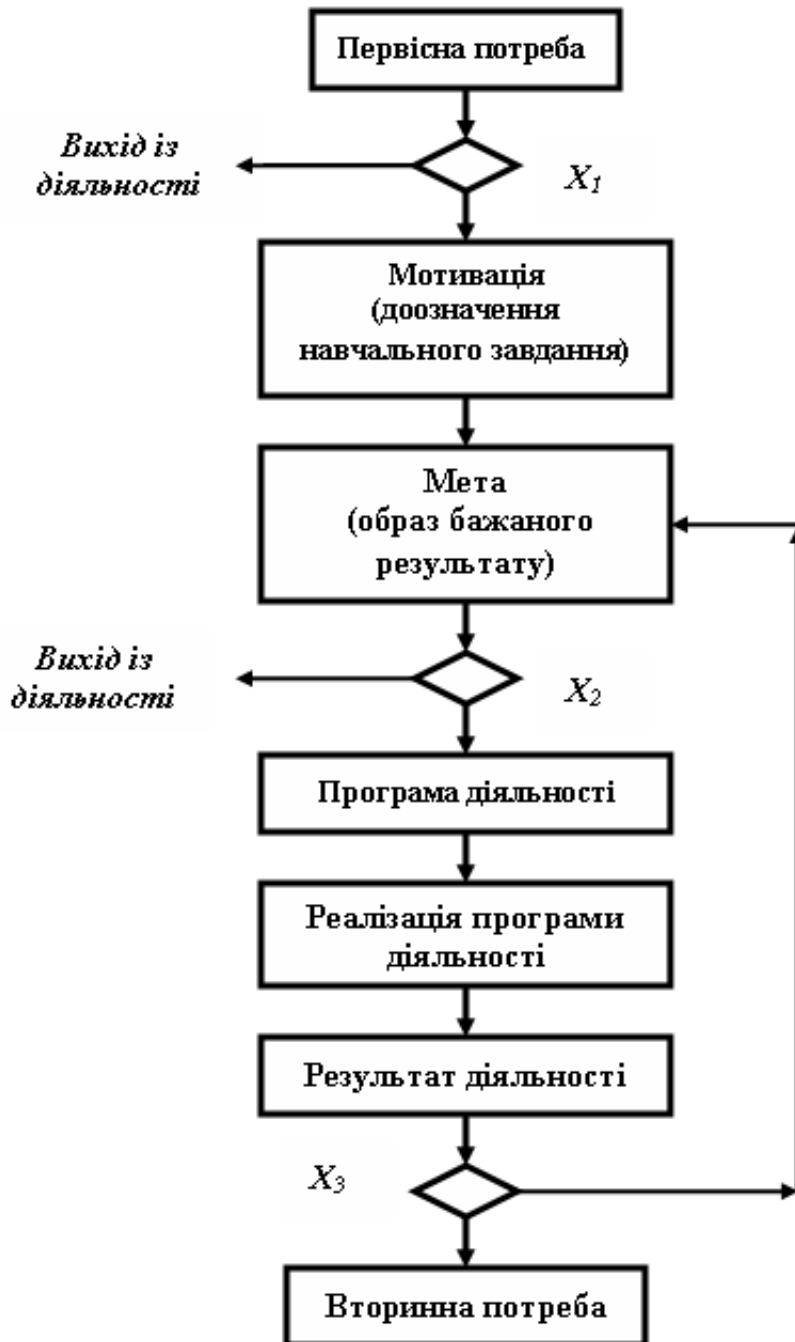 Первісна потреба
Вихід із
діяльності
X1
Мотивація
(доозначення
навчального завдання)
Мета
(образ бажаного
результату)
Вихід із
діяльності
X2
Програма діяльності
Реалізація програми
діяльності
Результат діяльності
X3
Вторинна потреба